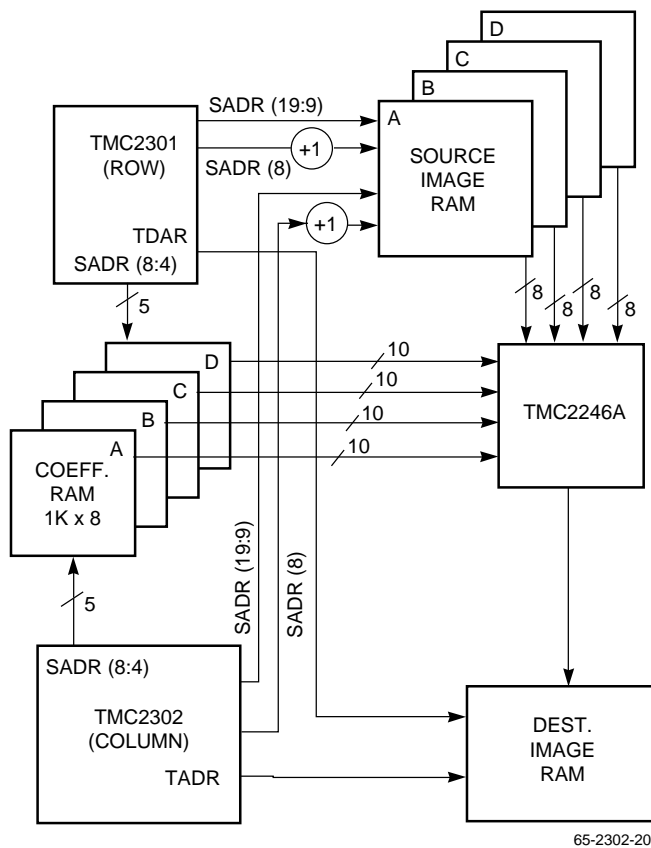 D
C
B
A
SOURCE
IMAGE
RAM
SADR (19:9)
+1
SADR (8)
+1
TMC2301
(ROW)
TDAR
SADR (8:4)
5
8
8
8
8
D
C
B
A
COEFF.
RAM
1K x 8
10
10
10
10
TMC2246A
5
SADR (19:9)
SADR (8)
SADR (8:4)
TMC2302
(COLUMN)
TADR
DEST.
IMAGE
RAM
65-2302-20